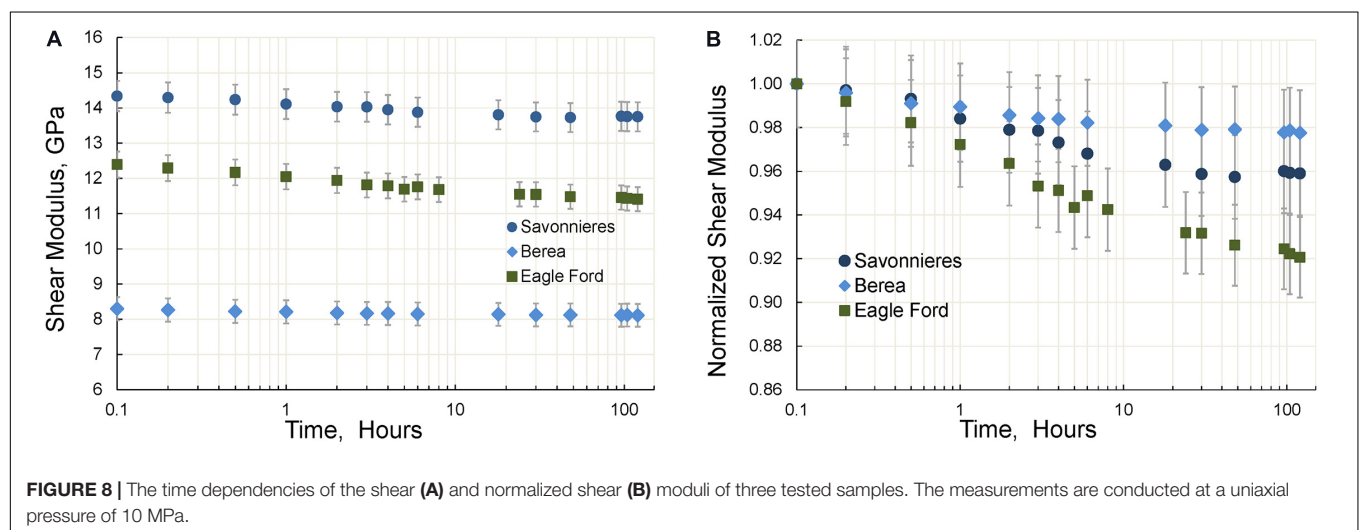 A
16
15
14
13
12
11
10
9
8
7
6
Shear Modulus, GPa
Savonnieres
Berea
Eagle Ford
0.1
1
10
100
Time, Hours
B
1.02
1.00
0.98
0.96
0.94
0.92
0.90
0.88
0.86
Normalized Shear Modulus
Savonnieres
Berea
Eagle Ford
0.1
1
10
100
Time, Hours
FIGURE 8 | The time dependencies of the shear (A) and normalized shear (B) moduli of three tested samples. The measurements are conducted at a uniaxial
pressure of 10 MPa.